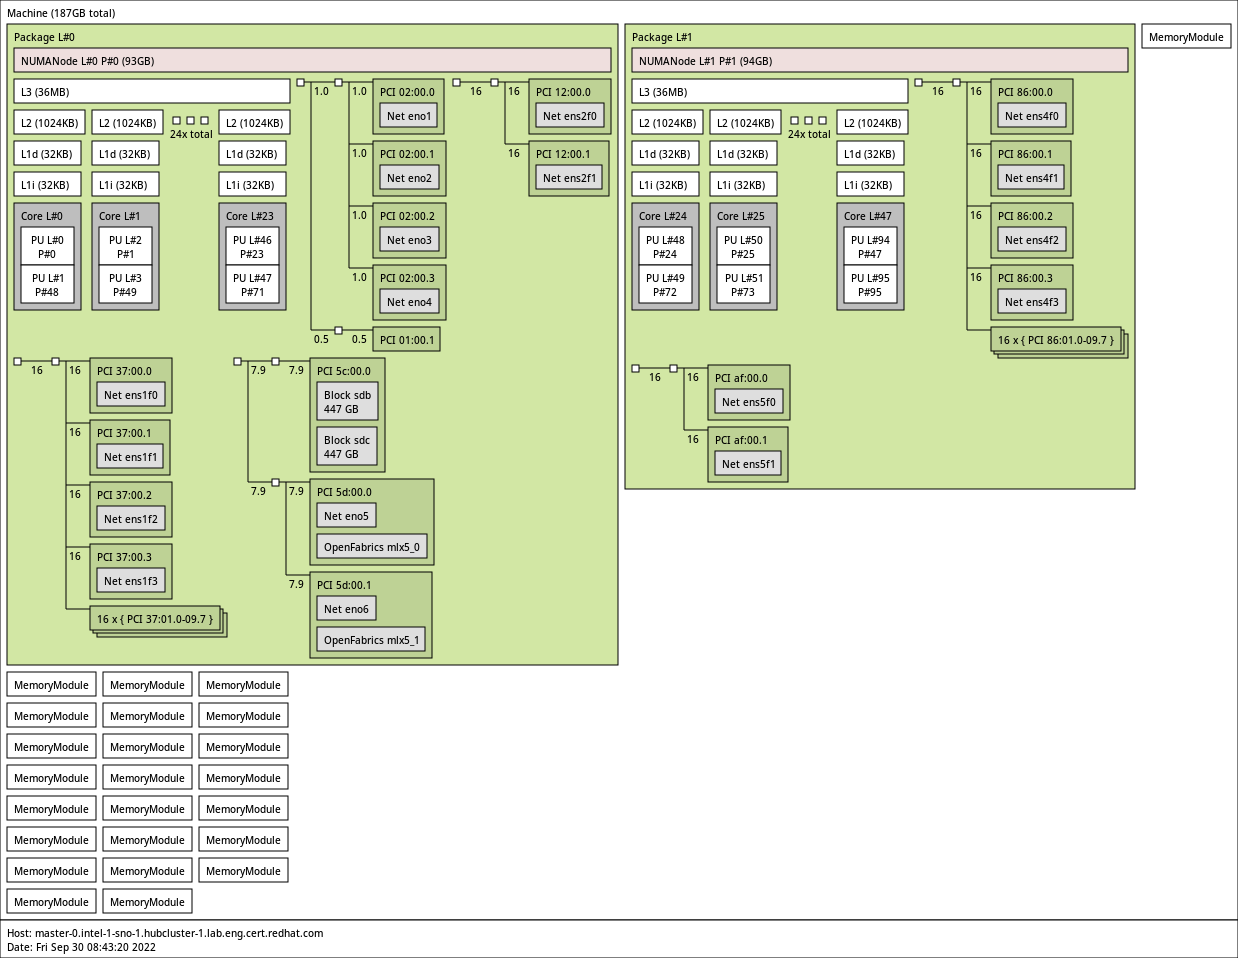 Machine (187GB total)
Package L#0
NUMANode L#0 P#0 (93GB)
L3 (36MB)
L2 (1024KB)
L2 (1024KB)
24x total
L2 (1024KB)
L1d (32KB)
L1d (32KB)
L1d (32KB)
L1i (32KB)
L1i (32KB)
L1i (32KB)
Core L#0
PU L#0
P#0
PU L#1
P#48
Core L#1
PU L#2
P#1
PU L#3
P#49
Core L#23
PU L#46
P#23
PU L#47
P#71
1.0
1.0
PCI 02:00.0
Net eno1
1.0
PCI 02:00.1
Net eno2
1.0
PCI 02:00.2
Net eno3
1.0
PCI 02:00.3
Net eno4
0.5
0.5
PCI 01:00.1
16
16
PCI 12:00.0
Net ens2f0
16
PCI 12:00.1
Net ens2f1
16
16
PCI 37:00.0
Net ens1f0
16
PCI 37:00.1
Net ens1f1
16
PCI 37:00.2
Net ens1f2
16
PCI 37:00.3
Net ens1f3
16 x { PCI 37:01.0-09.7 }
7.9
7.9
PCI 5c:00.0
Block sdb
447 GB
Block sdc
447 GB
7.9
7.9
PCI 5d:00.0
Net eno5
OpenFabrics mlx5_0
7.9
PCI 5d:00.1
Net eno6
OpenFabrics mlx5_1
Package L#1
NUMANode L#1 P#1 (94GB)
L3 (36MB)
L2 (1024KB)
L2 (1024KB)
24x total
L2 (1024KB)
L1d (32KB)
L1d (32KB)
L1d (32KB)
L1i (32KB)
L1i (32KB)
L1i (32KB)
Core L#24
PU L#48
P#24
PU L#49
P#72
Core L#25
PU L#50
P#25
PU L#51
P#73
Core L#47
PU L#94
P#47
PU L#95
P#95
16
16
PCI 86:00.0
Net ens4f0
16
PCI 86:00.1
Net ens4f1
16
PCI 86:00.2
Net ens4f2
16
PCI 86:00.3
Net ens4f3
16 x { PCI 86:01.0-09.7 }
16
16
PCI af:00.0
Net ens5f0
16
PCI af:00.1
Net ens5f1
MemoryModule
MemoryModule MemoryModule MemoryModule
MemoryModule MemoryModule MemoryModule
MemoryModule MemoryModule MemoryModule
MemoryModule MemoryModule MemoryModule
MemoryModule MemoryModule MemoryModule
MemoryModule MemoryModule MemoryModule
MemoryModule MemoryModule MemoryModule
MemoryModule MemoryModule
Host: master-0.intel-1-sno-1.hubcluster-1.lab.eng.cert.redhat.com
Date: Fri Sep 30 08:43:20 2022